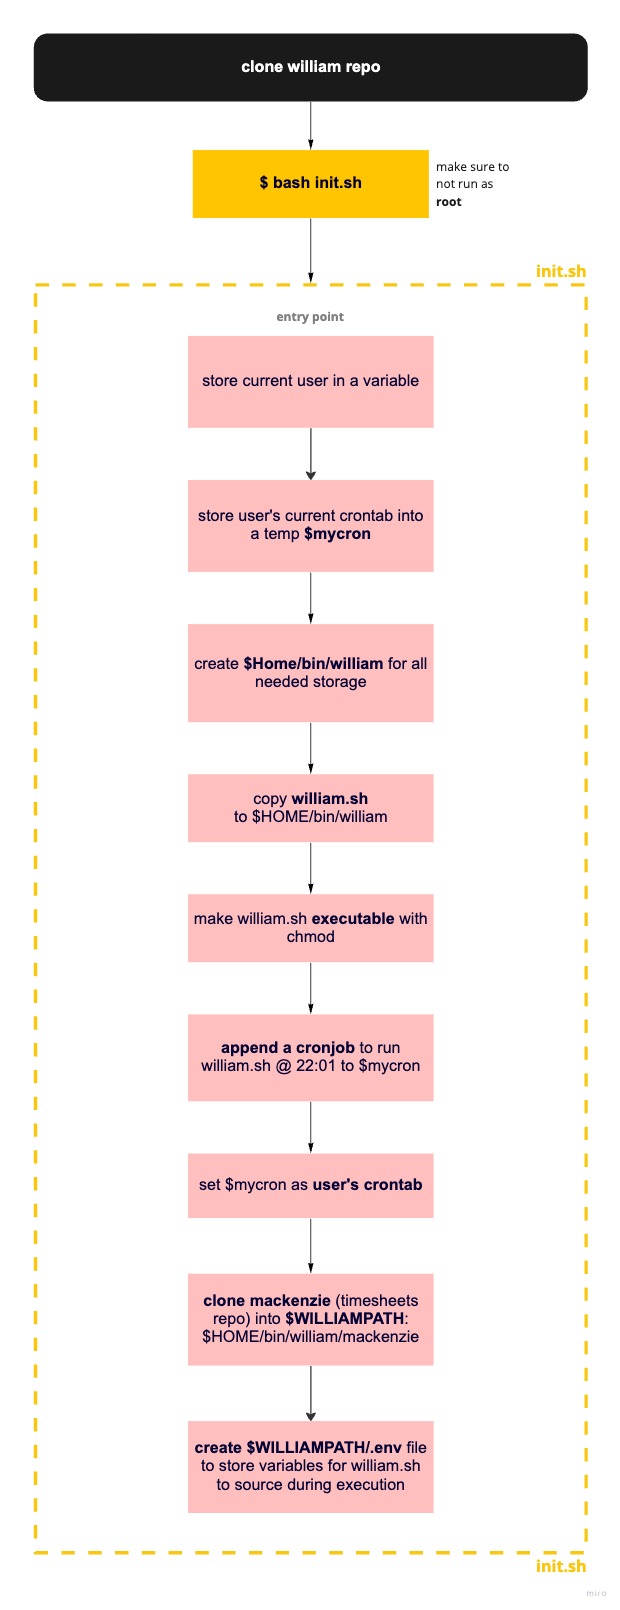 clone william repo
$ bash init.sh
make sure to
not run as
root
init.sh
entry point
store current user in a variable
store user's current crontab into
a temp $mycron
create $Home/bin/william for all
needed storage
copy william.sh
to $HOME/bin/william
make william.sh executable with
chmod
append a cronjob to run
william.sh @ 22:01 to $mycron
set $mycron as user's crontab
clone mackenzie (timesheets
repo) into $WILLIAMPATH:
$HOME/bin/william/mackenzie
create $WILLIAMPATH/.env file
to store variables for william.sh
to source during execution
init.sh
miro